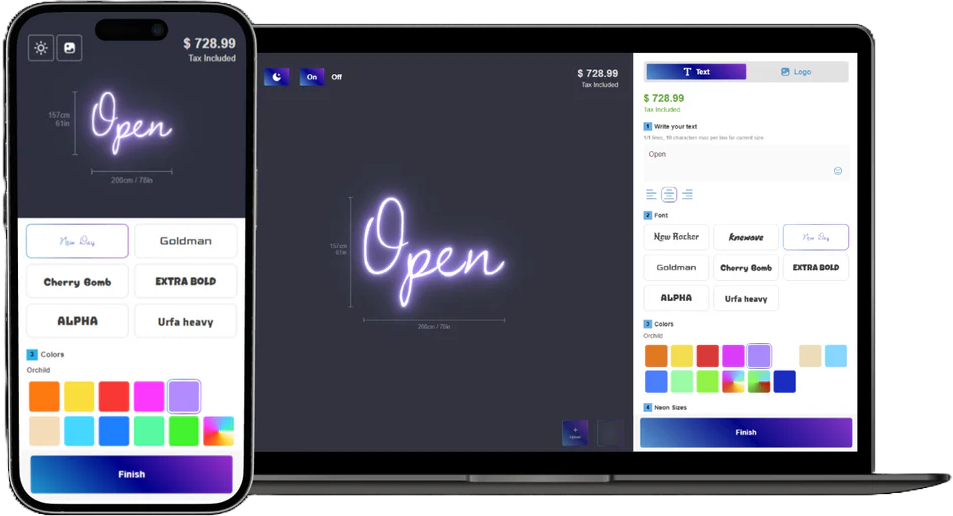 $ 728.99
Tax Included
157cm
61in
Open
200cm / 78in
New Day
Goldman
Cherry Bomb
EXTRA BOLD
ALPHA
Urfa heavy
3 Colors
Orchild
Finish
On
Off
$ 728.99
Tax Included
157cm
61in
Open
200cm / 78in
+
Upload
Text
Logo
$ 728.99
Tax Included
1 Write your text
1/1 lines, 10 characters max per line for current size
Open
2 Font
New Rocker
Knewave
New Day
Goldman
Cherry Bomb
EXTRA BOLD
ALPHA
Urfa heavy
3 Colors
Orchild
4 Neon Sizes
Finish